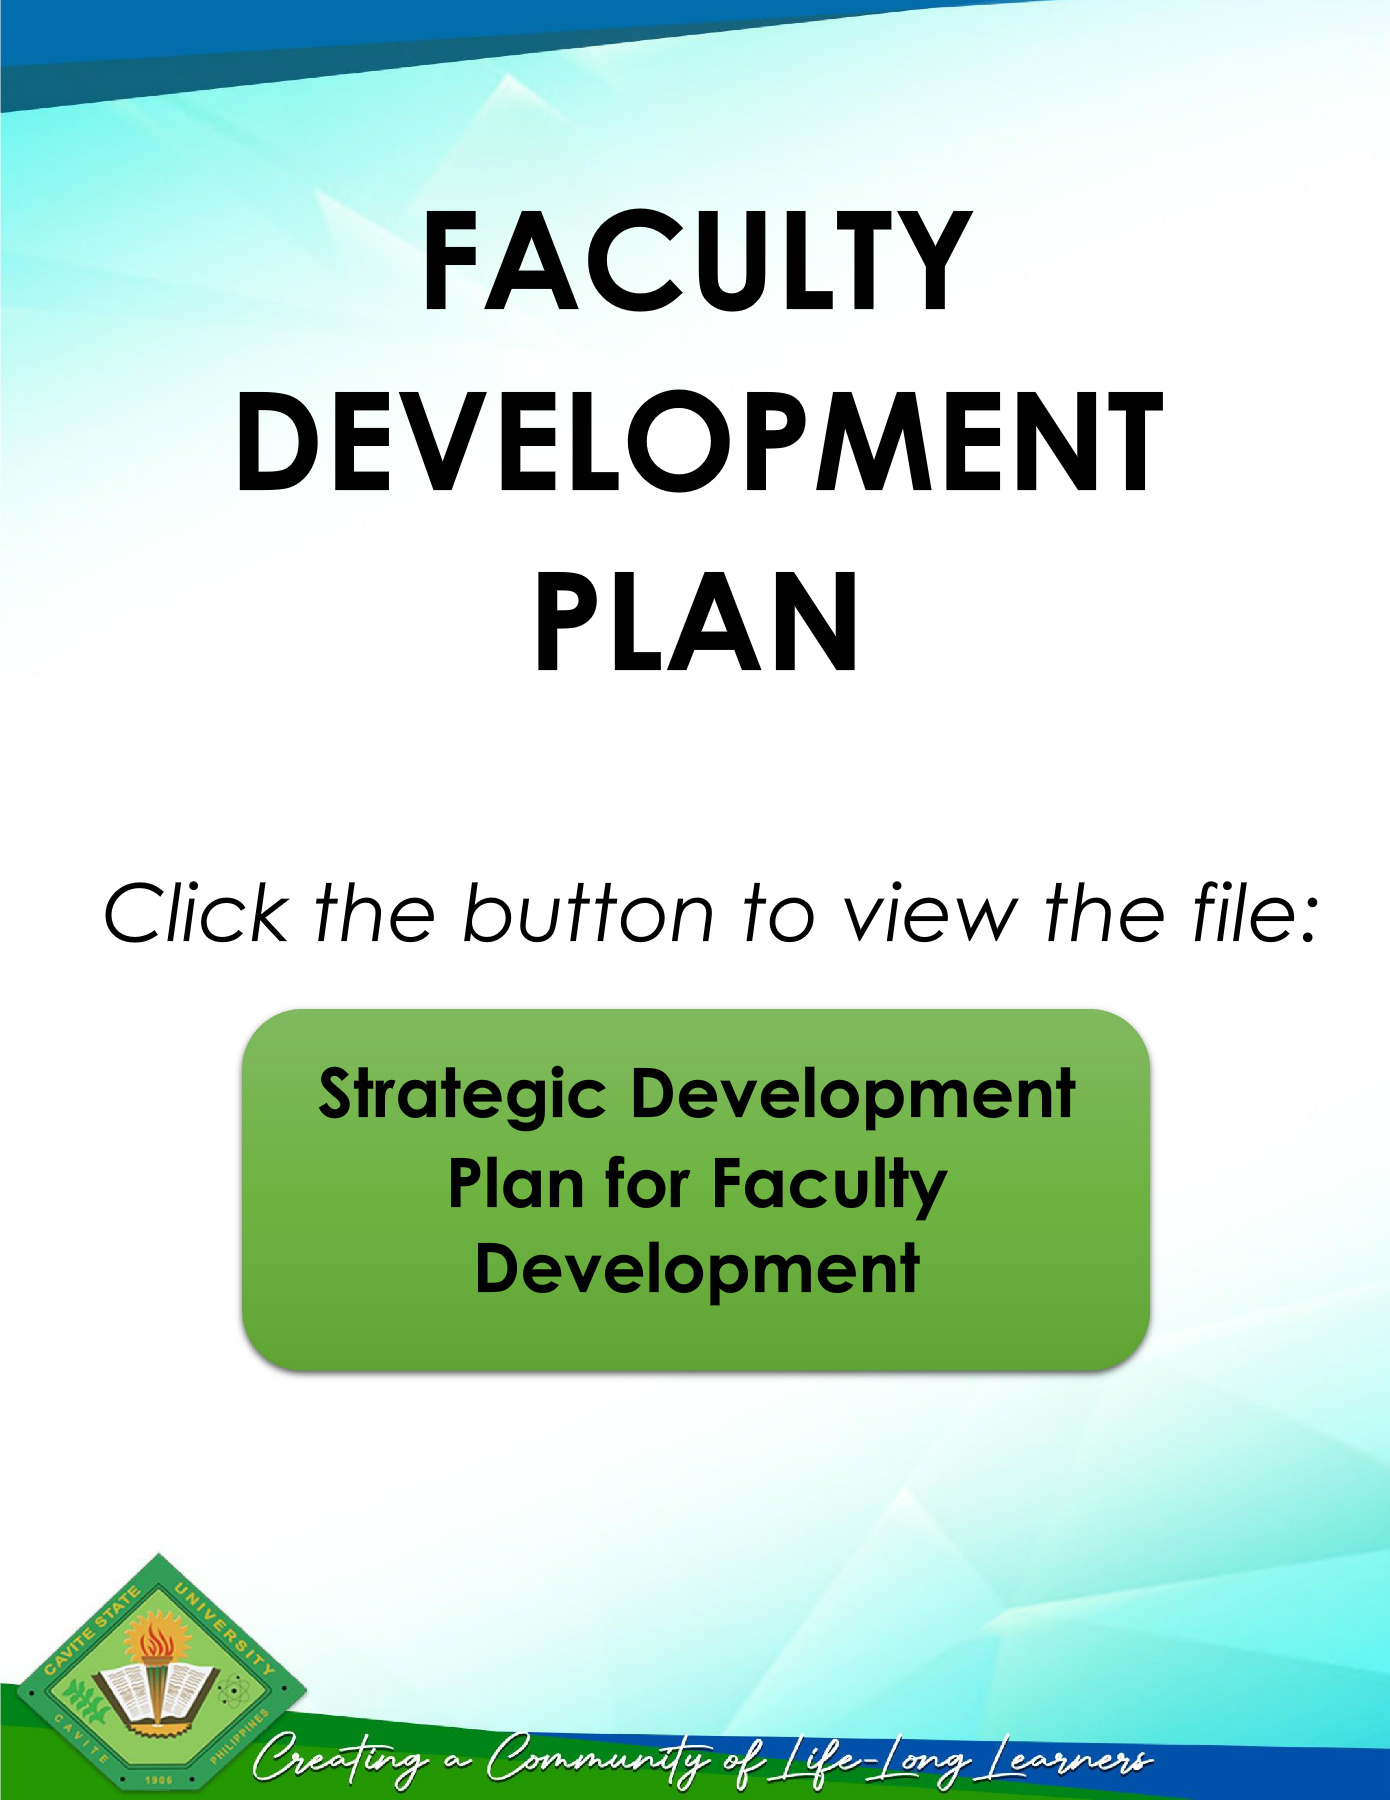 FACULTY
DEVELOPMENT
PLAN
Click the button to view the file:
Strategic Development
Plan for Faculty
Development
CAVITE STATE UNIVERSITY
CAVITE PHILIPPINES
1906
Creating a Community of Life-Long Learners